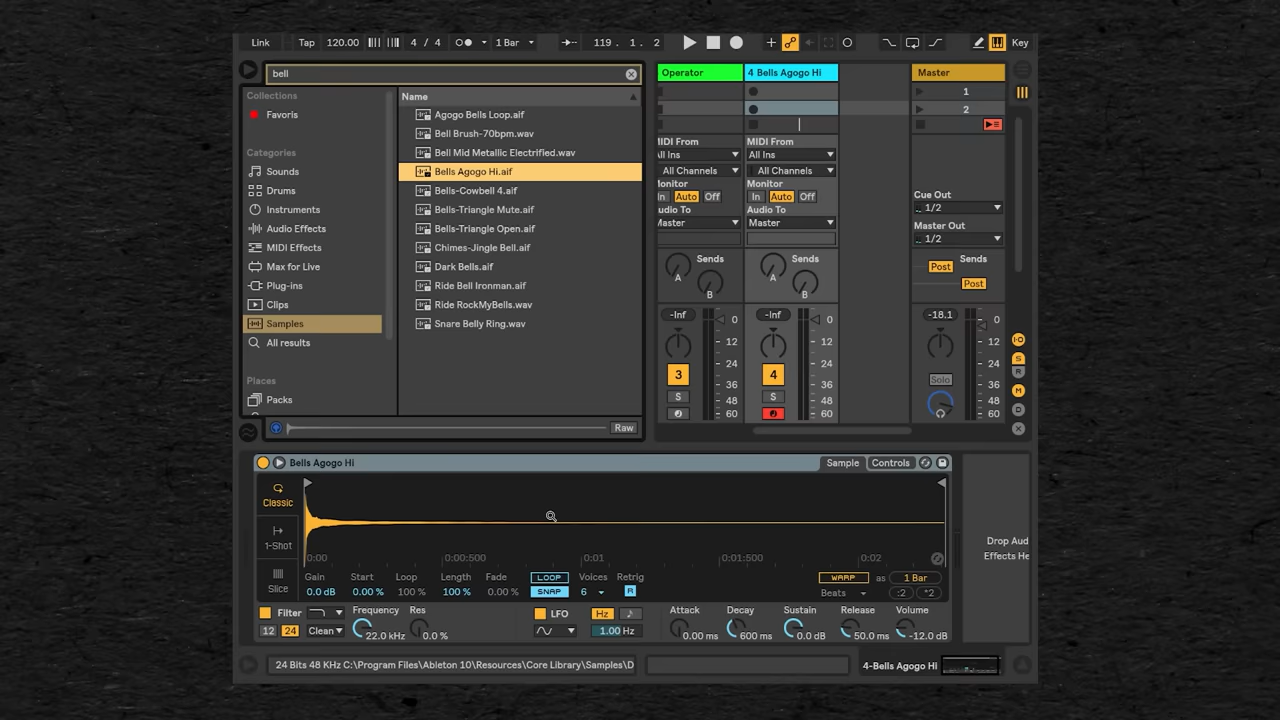 Link Tap 120.00 4 / 4 1 Bar 119 . 1 . 2 Key
bell
Collections
Favoris
Categories
Sounds
Drums
Instruments
Audio Effects
MIDI Effects
Max for Live
Plug-ins
Clips
Samples
All results
Places
Packs
Name
Agogo Bells Loop.aif
Bell Brush-70bpm.wav
Bell Mid Metallic Electrified.wav
Bells Agogo Hi.aif
Bells-Cowbell 4.aif
Bells-Triangle Mute.aif
Bells-Triangle Open.aif
Chimes-Jingle Bell.aif
Dark Bells.aif
Ride Bell Ironman.aif
Ride RockMyBells.wav
Snare Belly Ring.wav
Raw
Operator
MIDI From
All Ins
All Channels
Monitor
In Auto Off
Audio To
Master
Sends
A
B
-Inf
0
12
24
36
48
60
3
S
4 Bells Agogo Hi
MIDI From
All Ins
All Channels
Monitor
In Auto Off
Audio To
Master
Sends
A
B
-Inf
0
12
24
36
48
60
4
S
Master
1
2
Cue Out
1/2
Master Out
1/2
Sends
Post
Post
-18.1
0
12
24
36
48
60
Solo
I·O
S
R
M
D
X
Bells Agogo Hi Sample Controls
Classic
1-Shot
Slice
0:00 0:00:500 0:01 0:01:500 0:02
Gain Start Loop Length Fade LOOP Voices Retrig WARP as 1 Bar
0.0 dB 0.00 % 100 % 100 % 0.00 % SNAP 6 R Beats :2 *2
Filter Frequency Res LFO Hz Attack Decay Sustain Release Volume
12 24 Clean 22.0 kHz 0.0 % 1.00 Hz 0.00 ms 600 ms 0.0 dB 50.0 ms -12.0 dB
Drop Aud
Effects He
24 Bits 48 KHz C:\Program Files\Ableton 10\Resources\Core Library\Samples\D
4-Bells Agogo Hi